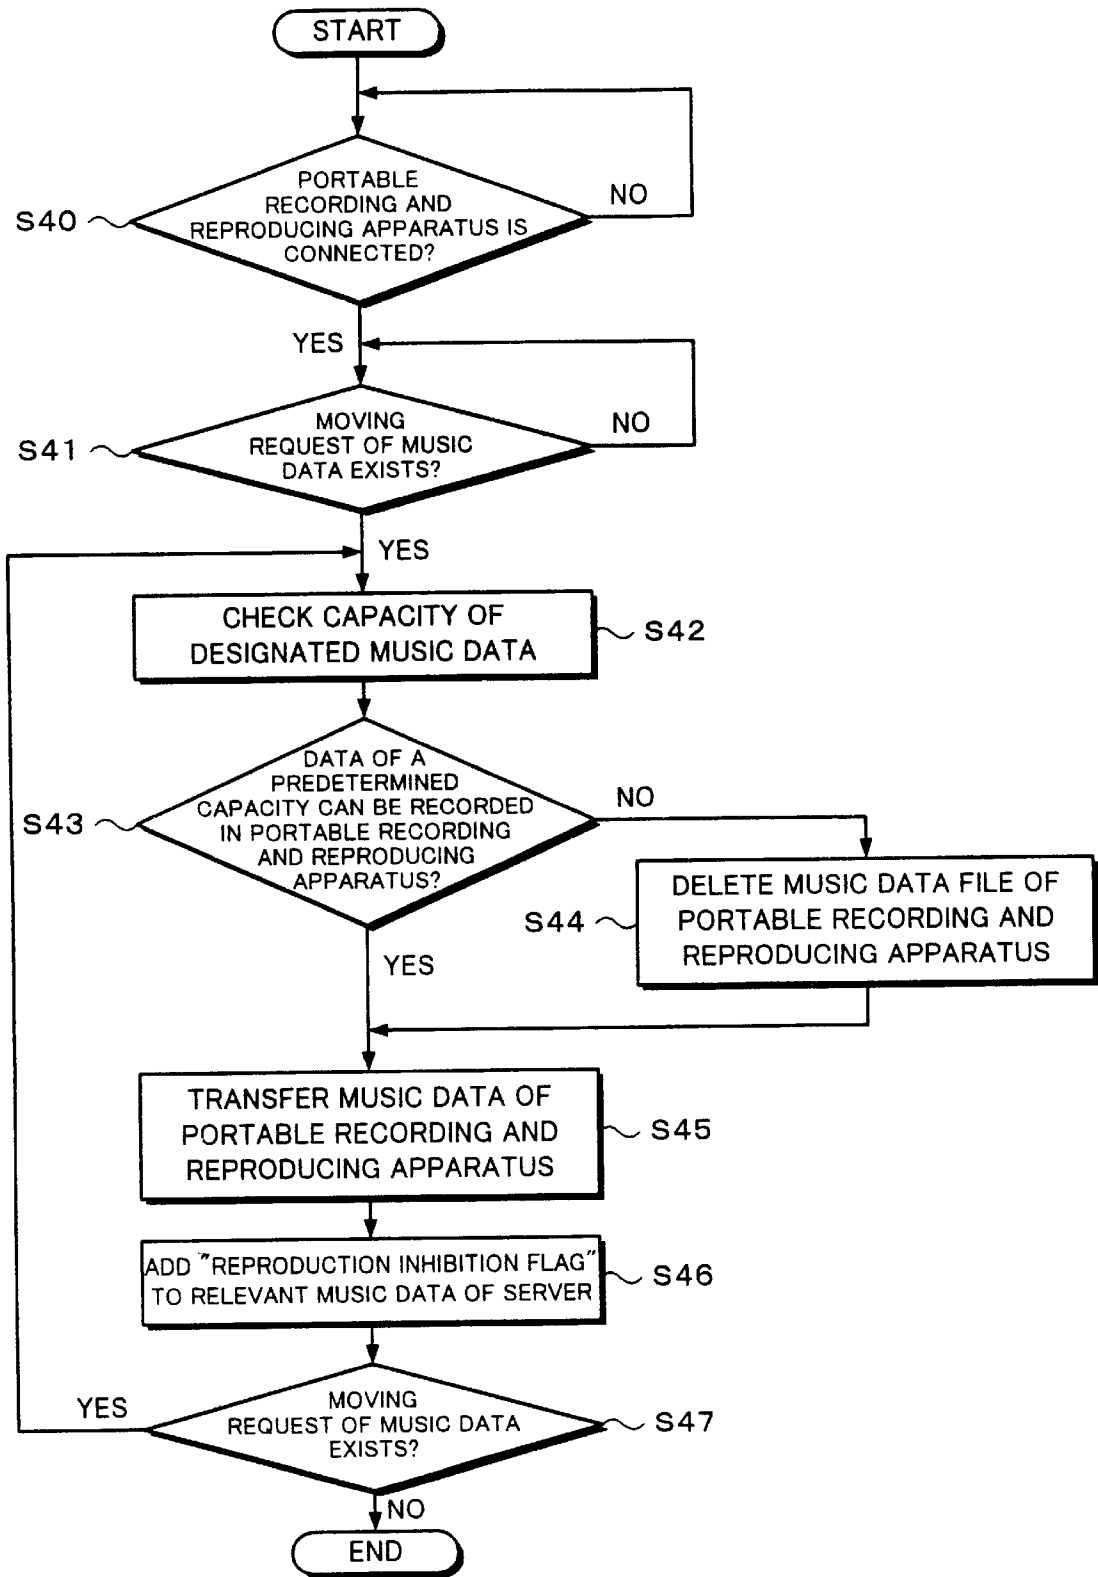 START
PORTABLE
RECORDING AND
REPRODUCING APPARATUS IS
CONNECTED?
NO
S40
YES
MOVING
REQUEST OF MUSIC
DATA EXISTS?
NO
S41
YES
CHECK CAPACITY OF
DESIGNATED MUSIC DATA
S42
DATA OF A
PREDETERMINED
CAPACITY CAN BE RECORDED
IN PORTABLE RECORDING
AND REPRODUCING
APPARATUS?
S43
NO
DELETE MUSIC DATA FILE OF
PORTABLE RECORDING AND
REPRODUCING APPARATUS
S44
YES
TRANSFER MUSIC DATA OF
PORTABLE RECORDING AND
REPRODUCING APPARATUS
S45
ADD "REPRODUCTION INHIBITION FLAG"
TO RELEVANT MUSIC DATA OF SERVER
S46
YES
MOVING
REQUEST OF MUSIC DATA
EXISTS?
S47
NO
END